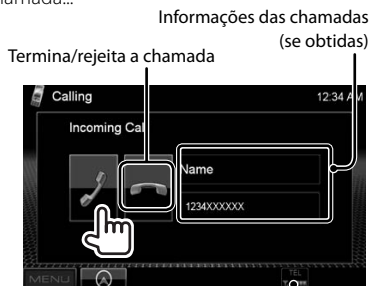 chamada...
Informações das chamadas
(se obtidas)
Termina/rejeita a chamada
Calling
12:34 AM
Incoming Call
Name
1234XXXXXX
MENU
TEL